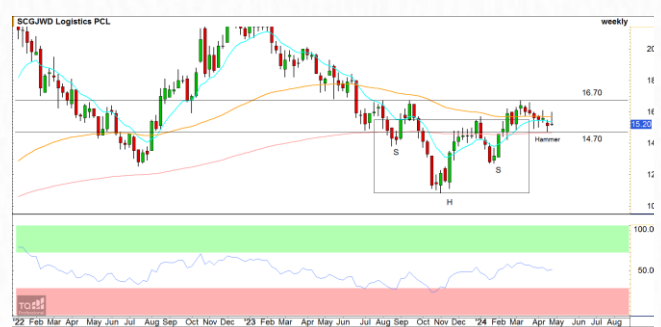 SCGJWD Logistics PCL weekly
20
18
16.70
16
15.20
14.70
14
Hammer
S
S
12
H
10
100.0
50.0
TQ
Professional
'22 Feb Mar Apr May Jun Jul Aug Sep Oct Nov Dec '23 Feb Mar Apr May Jun Jul Aug Sep Oct Nov Dec '24 Feb Mar Apr May Jun Jul Aug